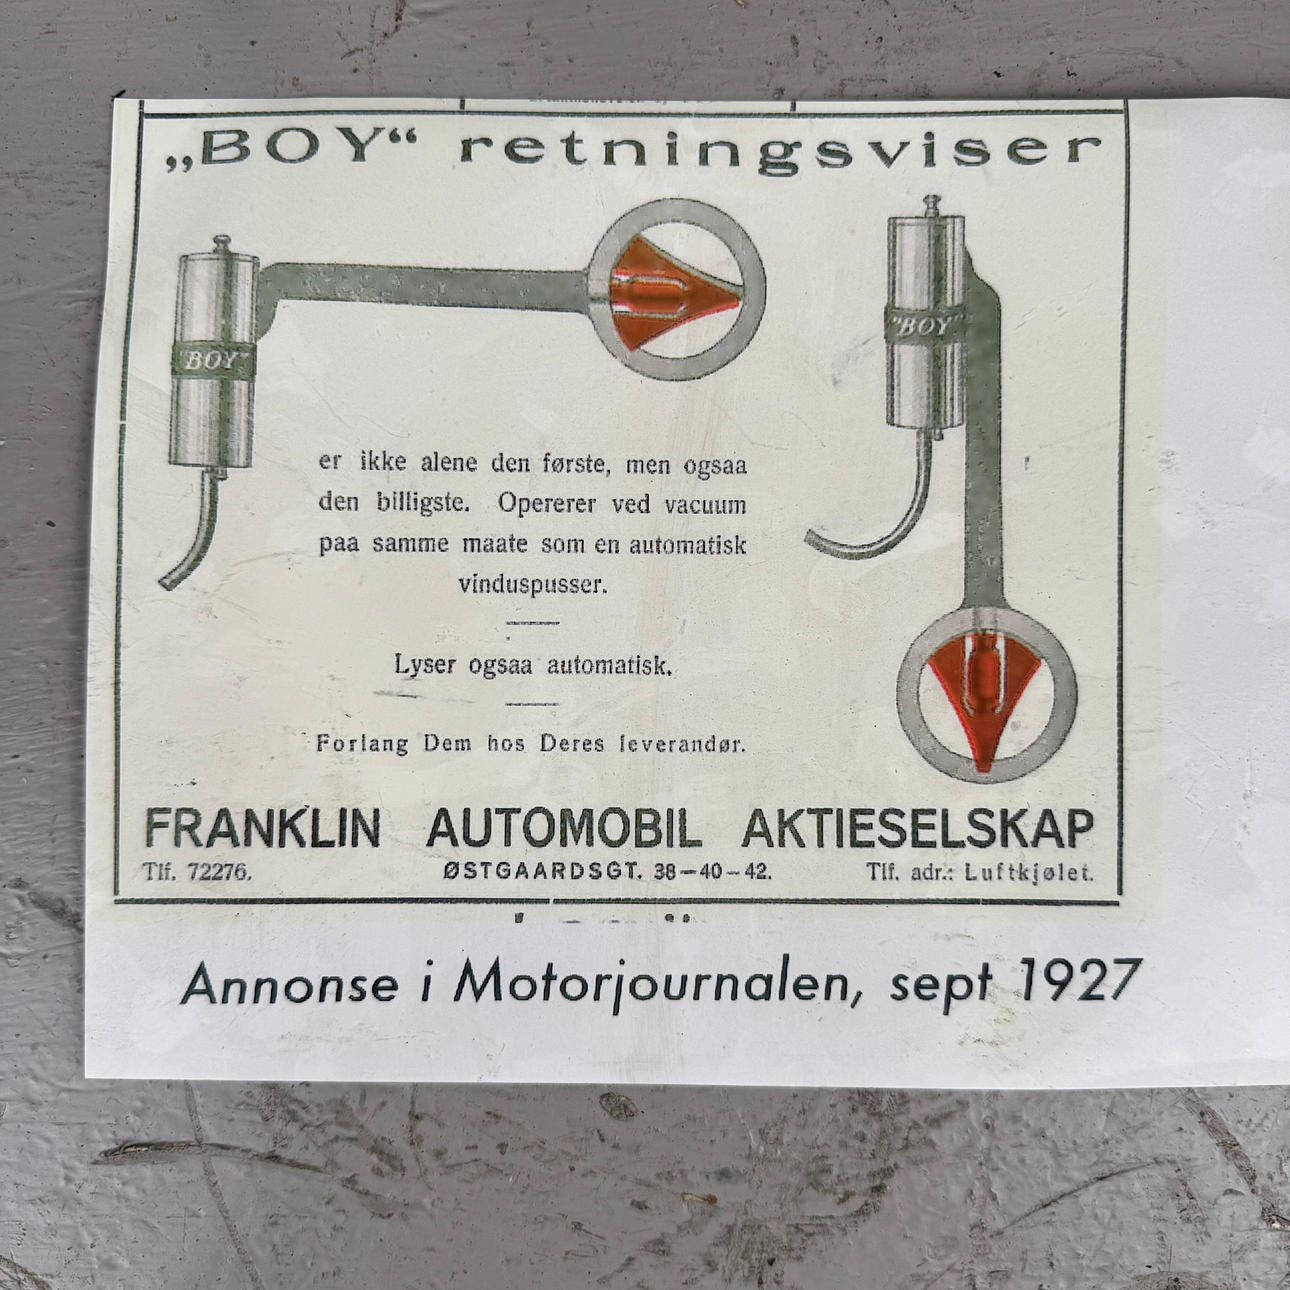 „BOY“ retningsviser
"BOY"
"BOY"
er ikke alene den første, men ogsaa
den billigste. Opererer ved vacuum
paa samme maate som en automatisk
vinduspusser.
Lyser ogsaa automatisk.
Forlang Dem hos Deres leverandør.
FRANKLIN AUTOMOBIL AKTIESELSKAP
Tlf. 72276. ØSTGAARDSGT. 38-40-42. Tlf. adr.: Luftkjølet.
Annonse i Motorjournalen, sept 1927